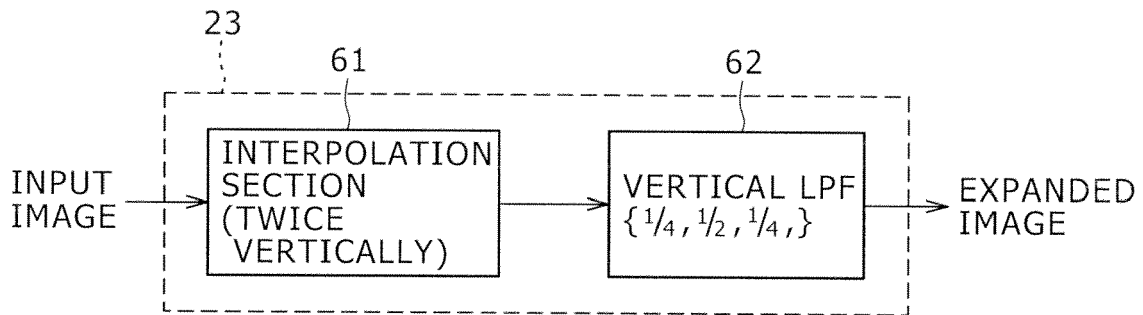 23
61
62
INPUT
IMAGE
INTERPOLATION
SECTION
(TWICE
VERTICALLY)
VERTICAL LPF
{1/4, 1/2, 1/4,}
EXPANDED
IMAGE